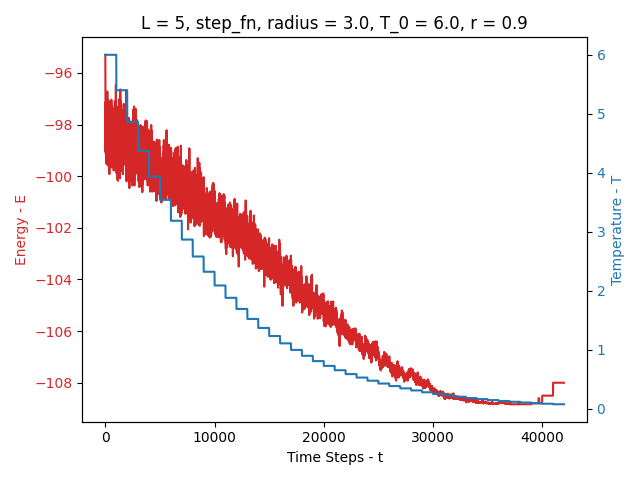 L = 5, step_fn, radius = 3.0, T_0 = 6.0, r = 0.9
Energy - E
−96
−98
−100
−102
−104
−106
−108
6
5
4
3
2
1
0
Temperature - T
0 10000 20000 30000 40000
Time Steps - t